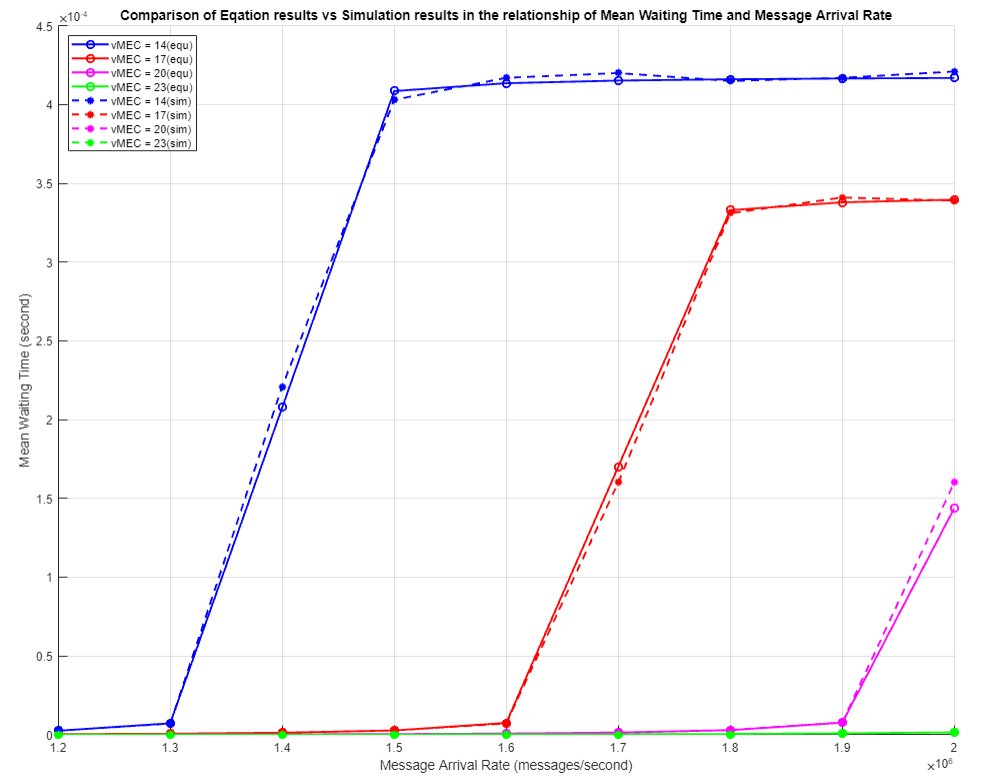 Comparison of Eqation results vs Simulation results in the relationship of Mean Waiting Time and Message Arrival Rate
×10⁻⁴
4.5
4
3.5
3
2.5
2
1.5
1
0.5
0
vMEC = 14(equ)
vMEC = 17(equ)
vMEC = 20(equ)
vMEC = 23(equ)
vMEC = 14(sim)
vMEC = 17(sim)
vMEC = 20(sim)
vMEC = 23(sim)
Mean Waiting Time (second)
1.2 1.3 1.4 1.5 1.6 1.7 1.8 1.9 2
Message Arrival Rate (messages/second)
×10⁶